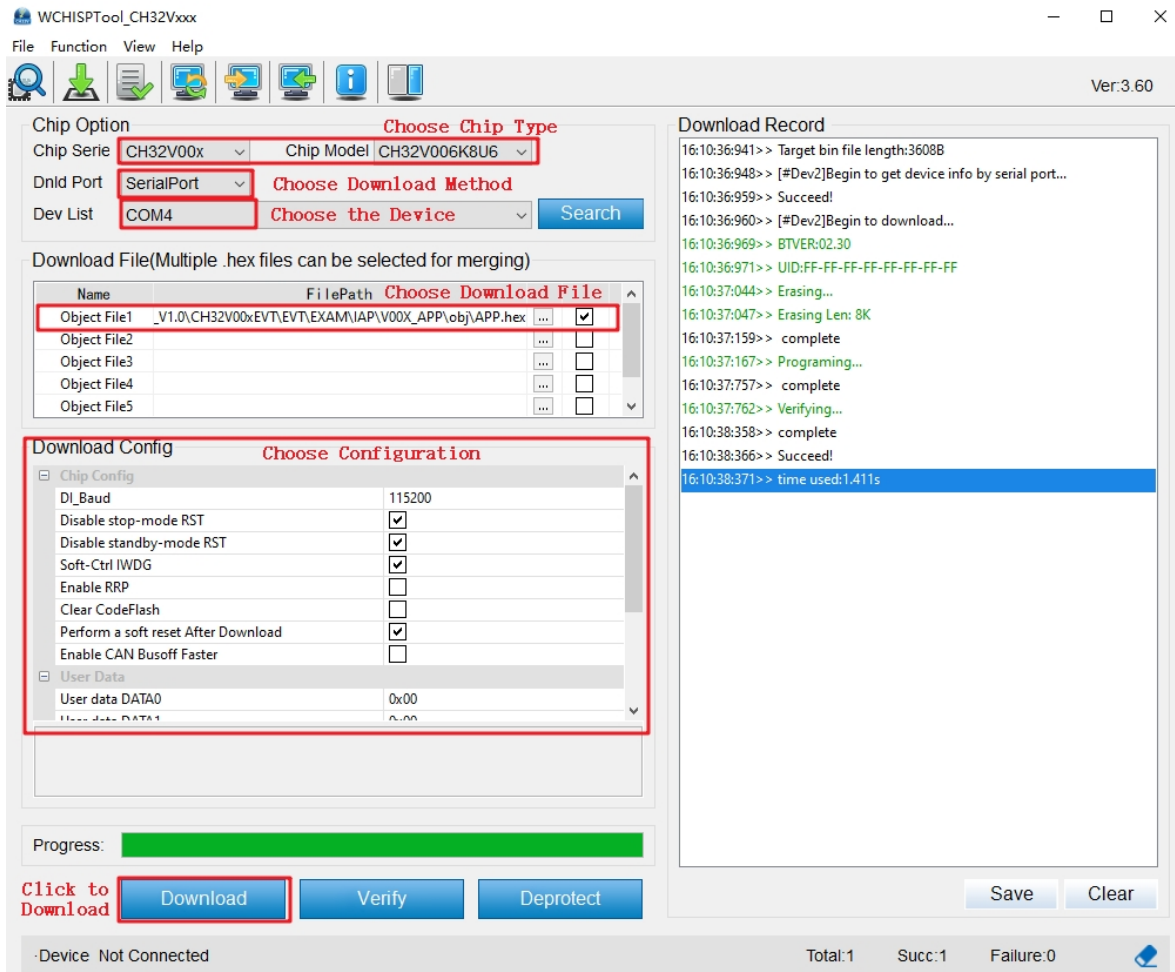 WCHISPTool_CH32Vxxx
File Function View Help
Ver:3.60
Chip Option
Choose Chip Type
Chip Serie CH32V00x Chip Model CH32V006K8U6
Dnld Port SerialPort Choose Download Method
Dev List COM4 Choose the Device Search
Download File(Multiple .hex files can be selected for merging)
Name FilePath Choose Download File
Object File1 _V1.0\CH32V00xEVT\EVT\EXAM\IAP\V00X_APP\obj\APP.hex ...
Object File2 ...
Object File3 ...
Object File4 ...
Object File5 ...
Download Config Choose Configuration
Chip Config
DI_Baud 115200
Disable stop-mode RST
Disable standby-mode RST
Soft-Ctrl IWDG
Enable RRP
Clear CodeFlash
Perform a soft reset After Download
Enable CAN Busoff Faster
User Data
User data DATA0 0x00
User data DATA1 0x00
Progress:
Click to
Download
Download Verify Deprotect
Download Record
16:10:36:941>> Target bin file length:3608B
16:10:36:948>> [#Dev2]Begin to get device info by serial port...
16:10:36:959>> Succeed!
16:10:36:960>> [#Dev2]Begin to download...
16:10:36:969>> BTVER:02.30
16:10:36:971>> UID:FF-FF-FF-FF-FF-FF-FF-FF
16:10:37:044>> Erasing...
16:10:37:047>> Erasing Len: 8K
16:10:37:159>> complete
16:10:37:167>> Programing...
16:10:37:757>> complete
16:10:37:762>> Verifying...
16:10:38:358>> complete
16:10:38:366>> Succeed!
16:10:38:371>> time used:1.411s
Save Clear
·Device Not Connected Total:1 Succ:1 Failure:0